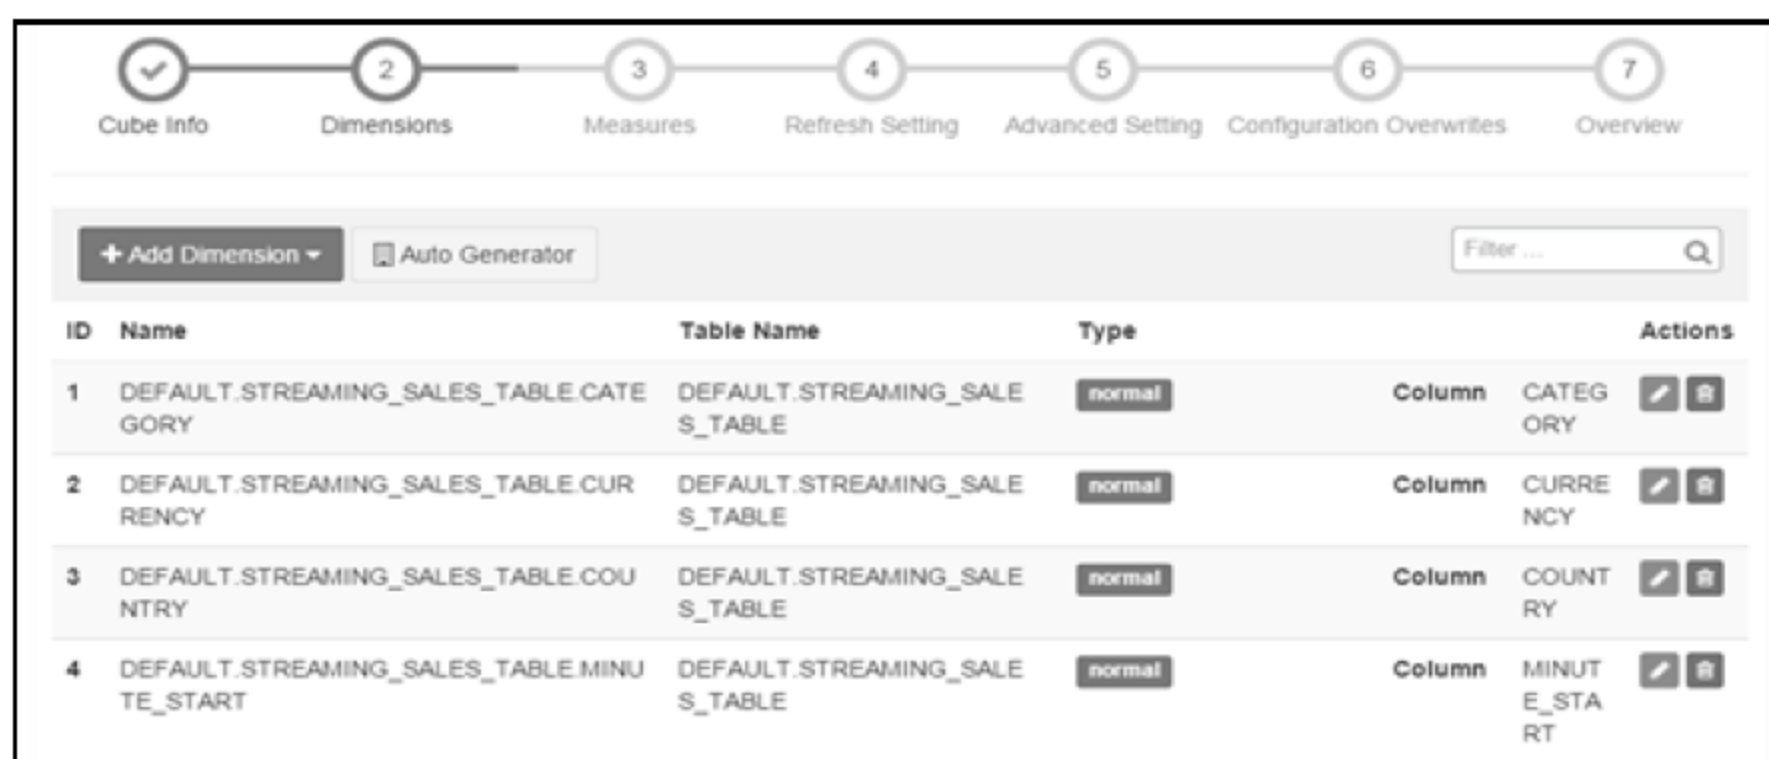 2 3 4 5 6 7
Cube Info Dimensions Measures Refresh Setting Advanced Setting Configuration Overwrites Overview
Add Dimension Auto Generator Filter ...
ID Name Table Name Type Actions
1 DEFAULT.STREAMING_SALES_TABLE.CATE DEFAULT.STREAMING_SALE normal Column CATEG
GORY S_TABLE ORY
2 DEFAULT.STREAMING_SALES_TABLE.CUR DEFAULT.STREAMING_SALE normal Column CURRE
RENCY S_TABLE NCY
3 DEFAULT.STREAMING_SALES_TABLE.COU DEFAULT.STREAMING_SALE normal Column COUNT
NTRY S_TABLE RY
4 DEFAULT.STREAMING_SALES_TABLE.MINU DEFAULT.STREAMING_SALE normal Column MINUT
TE_START S_TABLE E_STA
RT